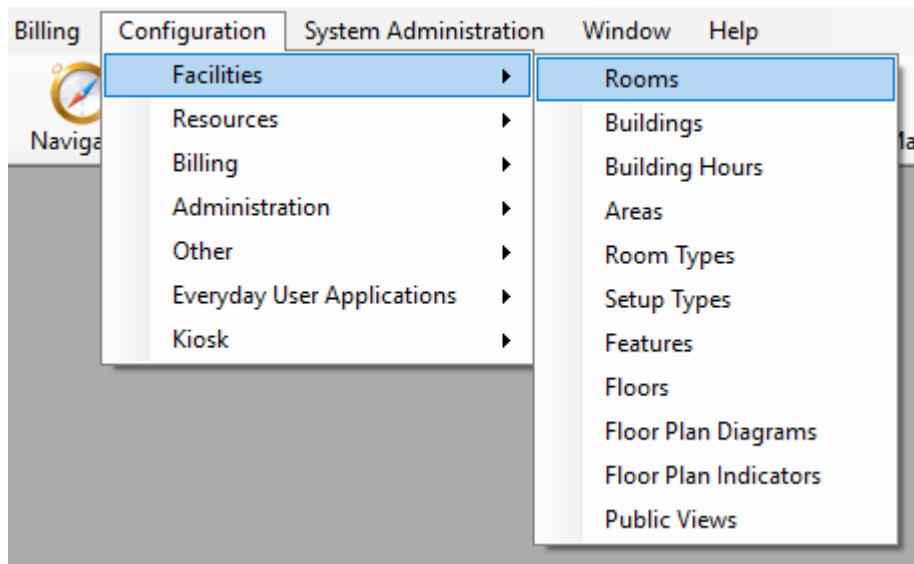 Billing Configuration System Administration Window Help
Naviga
Facilities
Resources
Billing
Administration
Other
Everyday User Applications
Kiosk
Rooms
Buildings
Building Hours
Areas
Room Types
Setup Types
Features
Floors
Floor Plan Diagrams
Floor Plan Indicators
Public Views